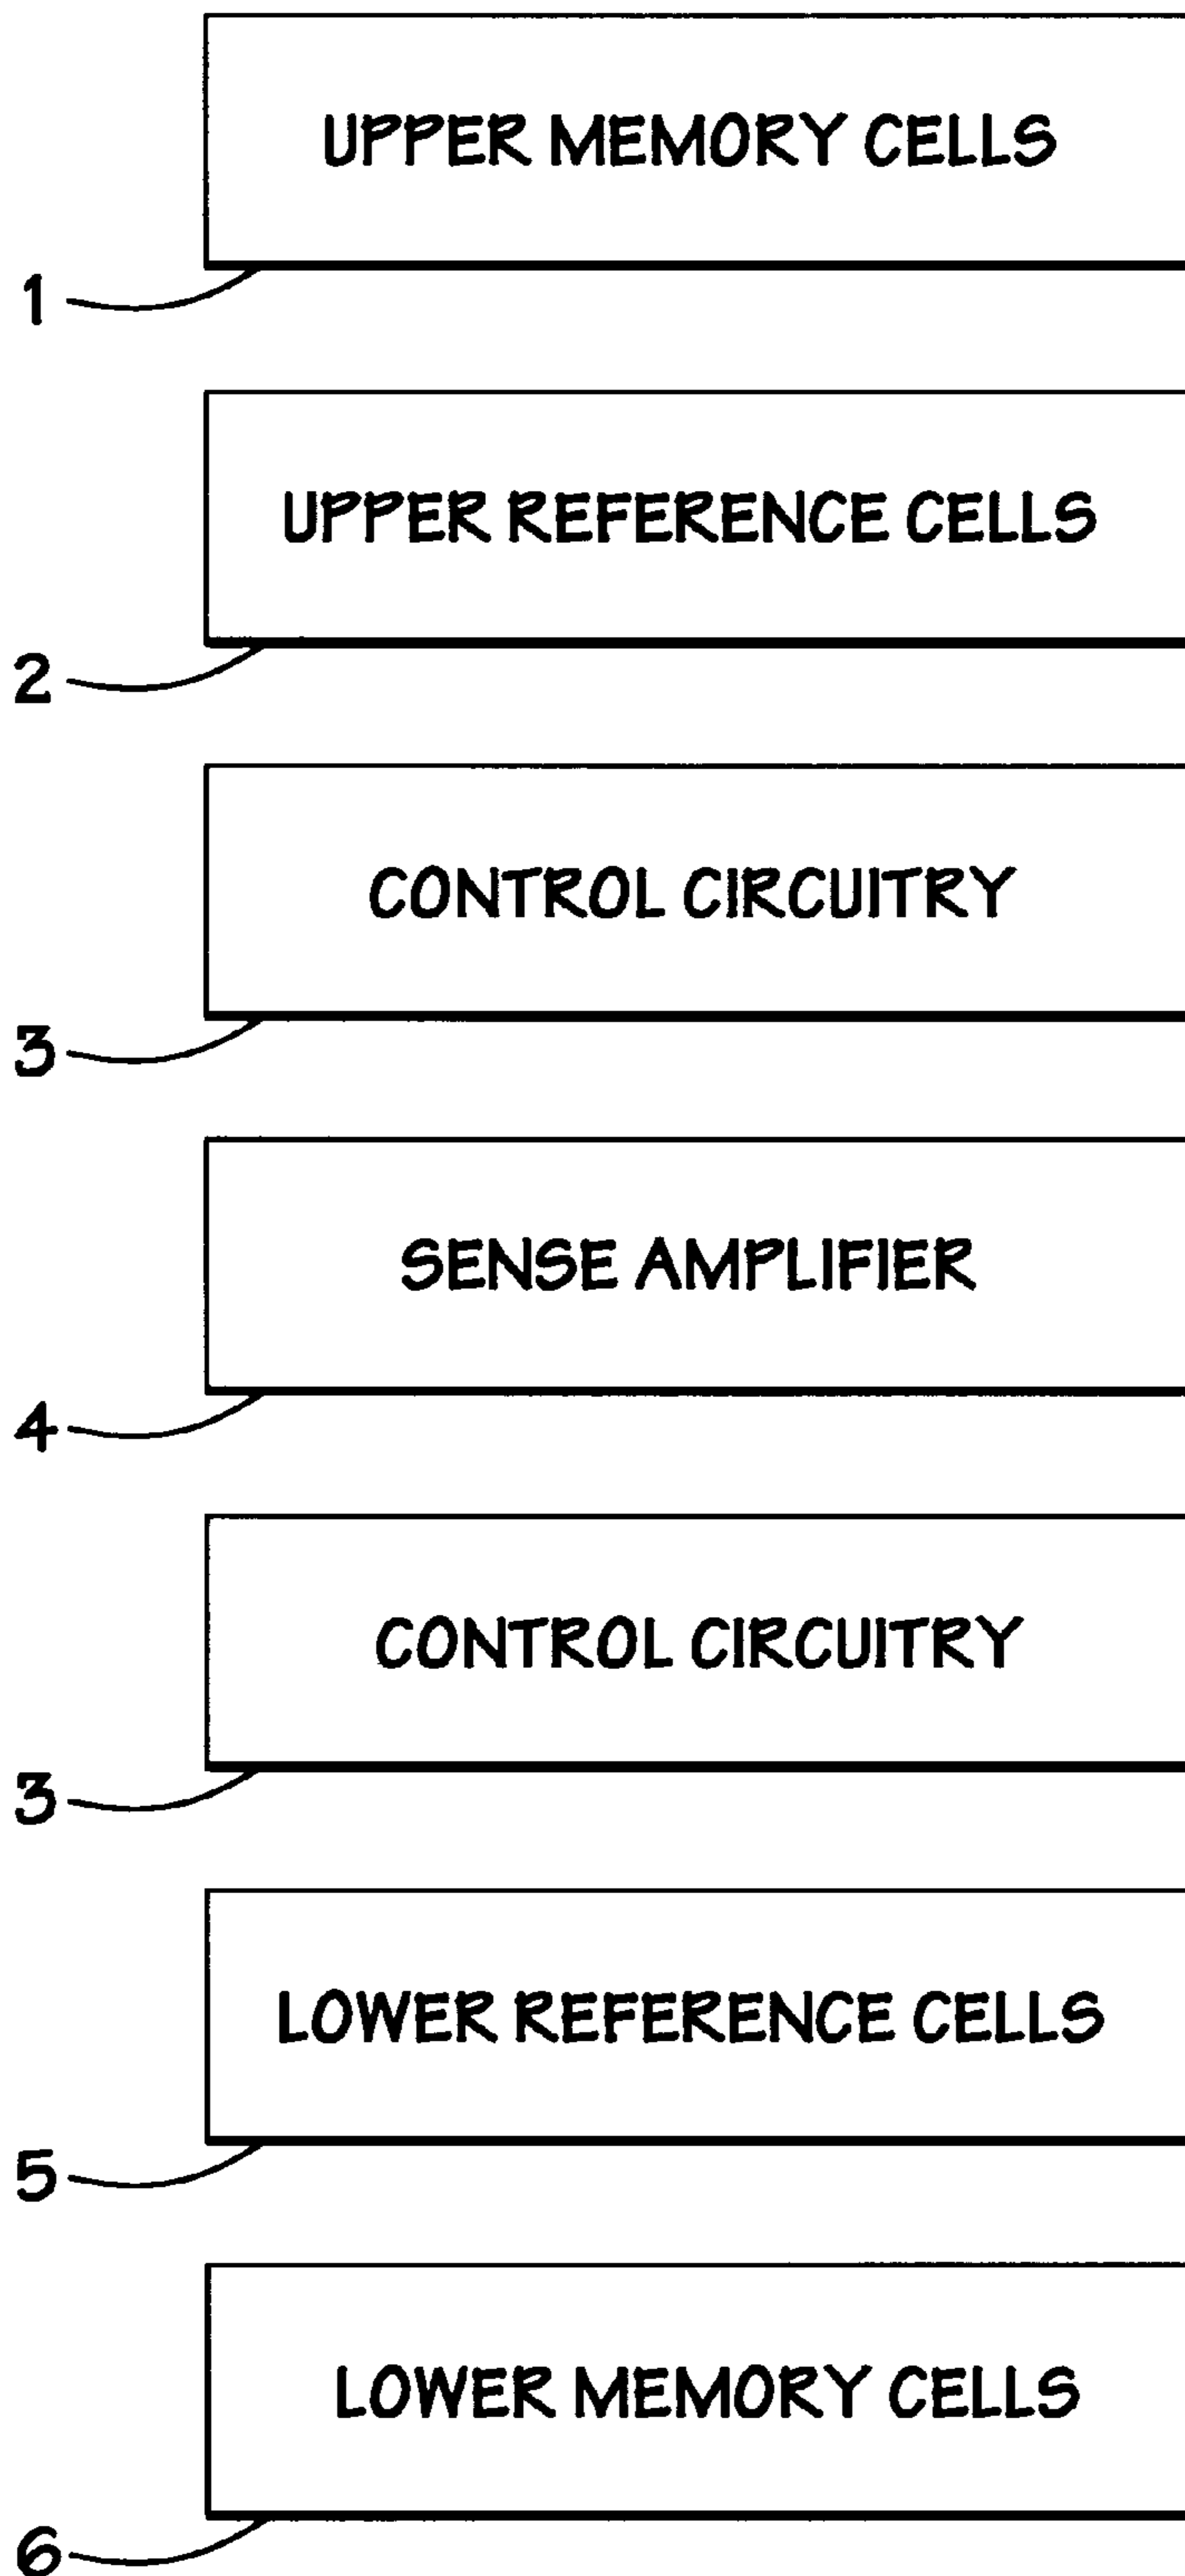 UPPER MEMORY CELLS
1
UPPER REFERENCE CELLS
2
CONTROL CIRCUITRY
3
SENSE AMPLIFIER
4
CONTROL CIRCUITRY
3
LOWER REFERENCE CELLS
5
LOWER MEMORY CELLS
6